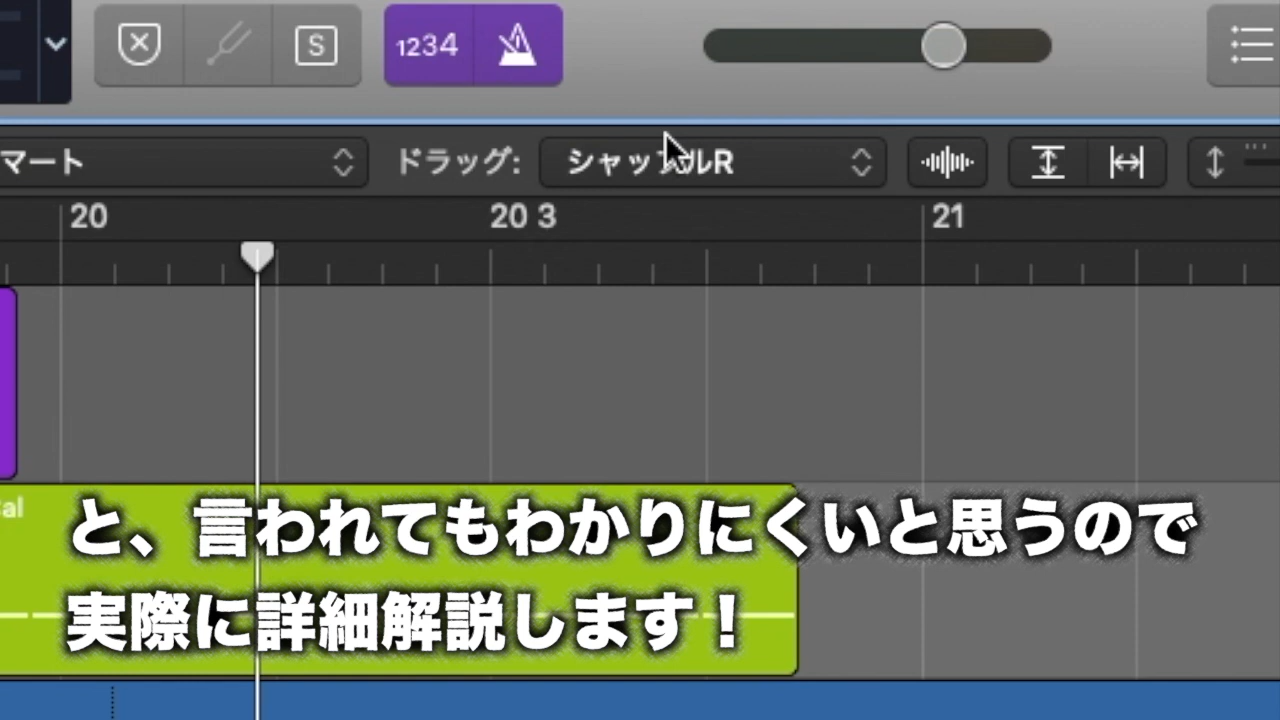 S
1234
マート
ドラッグ:
シャッフルR
20
20 3
21
al
と、言われてもわかりにくいと思うので
実際に詳細解説します！